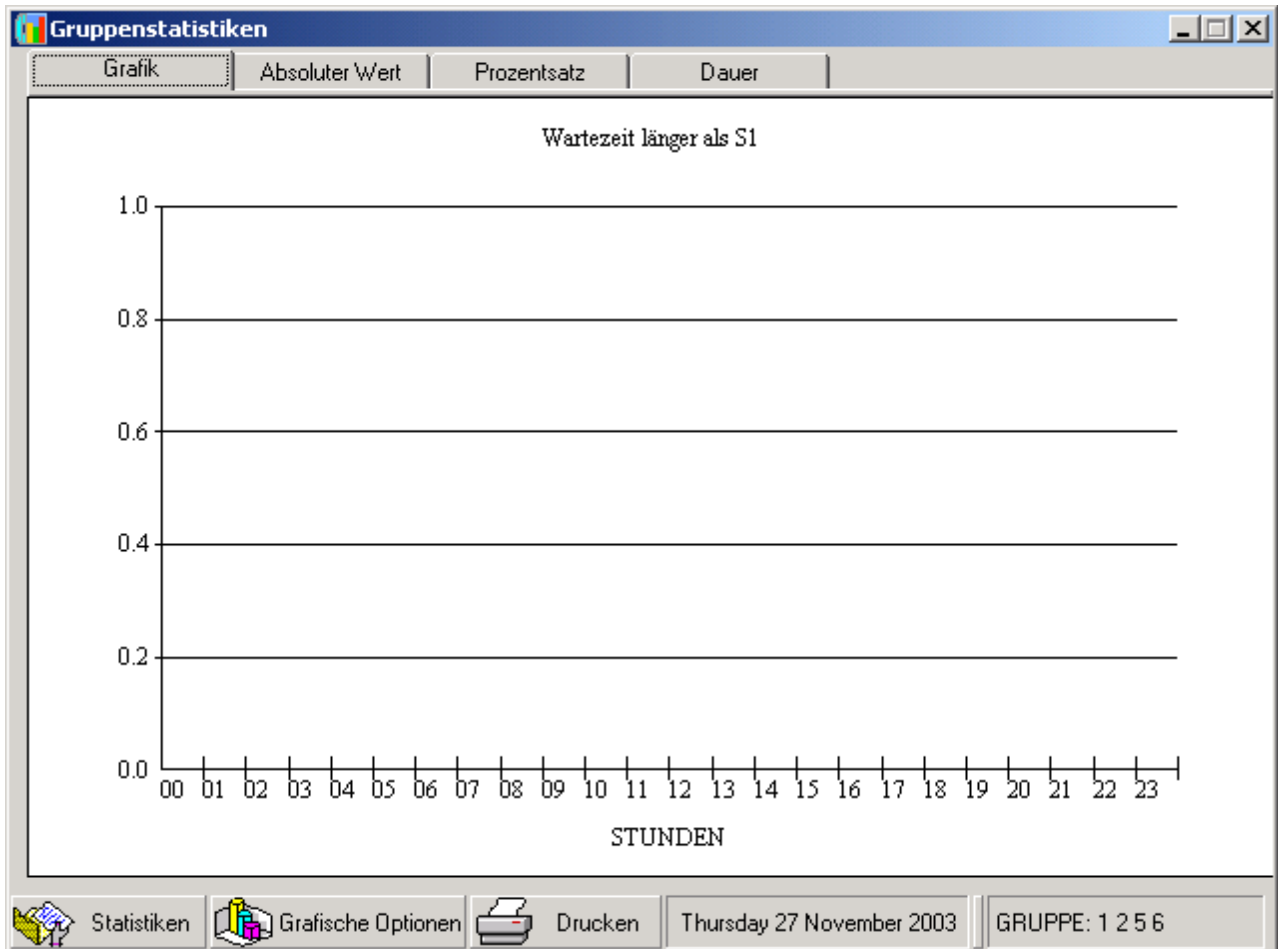 Gruppenstatistiken
Grafik Absoluter Wert Prozentsatz Dauer
Wartezeit länger als S1
1.0
0.8
0.6
0.4
0.2
0.0
00 01 02 03 04 05 06 07 08 09 10 11 12 13 14 15 16 17 18 19 20 21 22 23
STUNDEN
Statistiken Grafische Optionen Drucken Thursday 27 November 2003 GRUPPE: 1 2 5 6